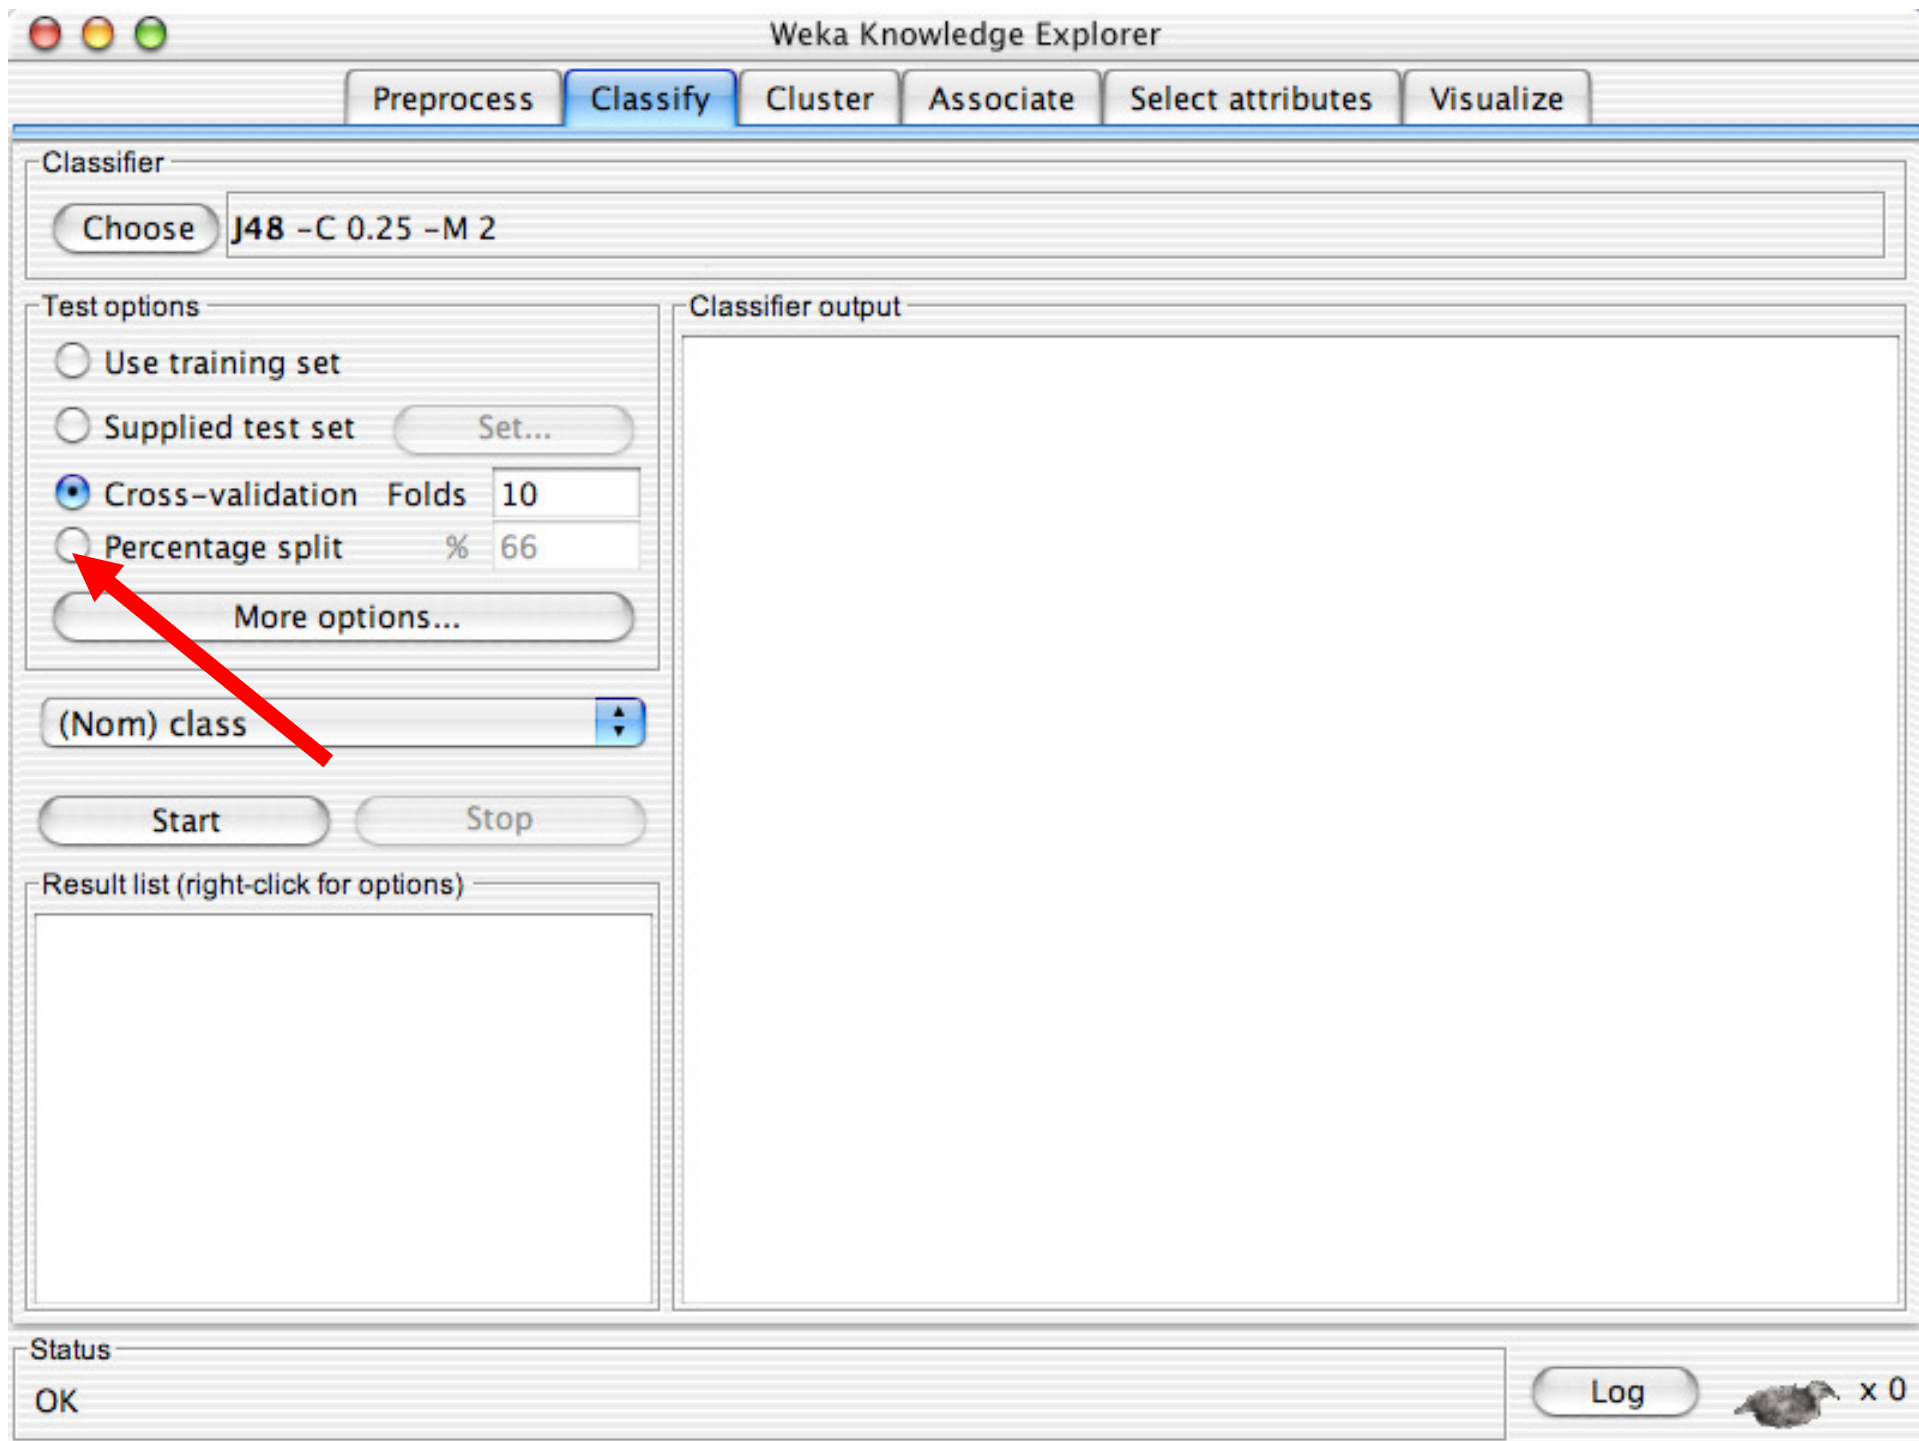 Weka Knowledge Explorer
Preprocess Classify Cluster Associate Select attributes Visualize
Classifier
Choose J48 -C 0.25 -M 2
Test options
Use training set
Supplied test set Set...
Cross-validation Folds 10
Percentage split % 66
More options...
(Nom) class
Start Stop
Result list (right-click for options)
Classifier output
Status
OK
Log x 0